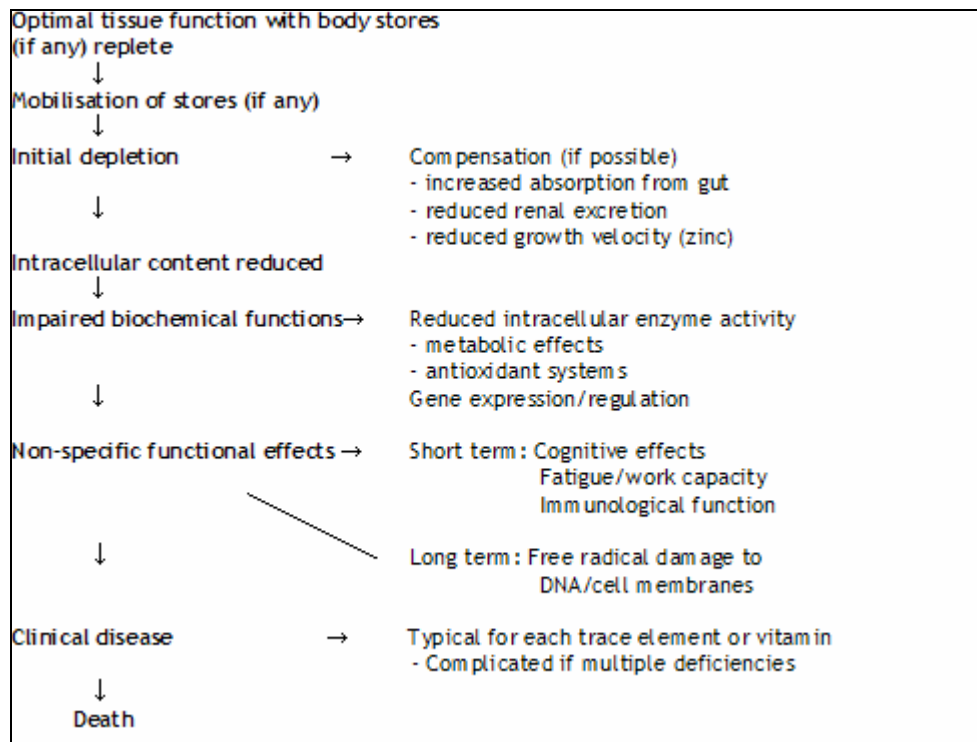 Optimal tissue function with body stores
(if any) replete
↓
Mobilisation of stores (if any)
↓
Initial depletion → Compensation (if possible)
- increased absorption from gut
↓ - reduced renal excretion
- reduced growth velocity (zinc)
Intracellular content reduced
↓
Impaired biochemical functions→ Reduced intracellular enzyme activity
- metabolic effects
- antioxidant systems
↓ Gene expression/regulation
Non-specific functional effects → Short term: Cognitive effects
Fatigue/work capacity
Immunological function
↓ Long term: Free radical damage to
DNA/cell membranes
Clinical disease → Typical for each trace element or vitamin
- Complicated if multiple deficiencies
↓
Death